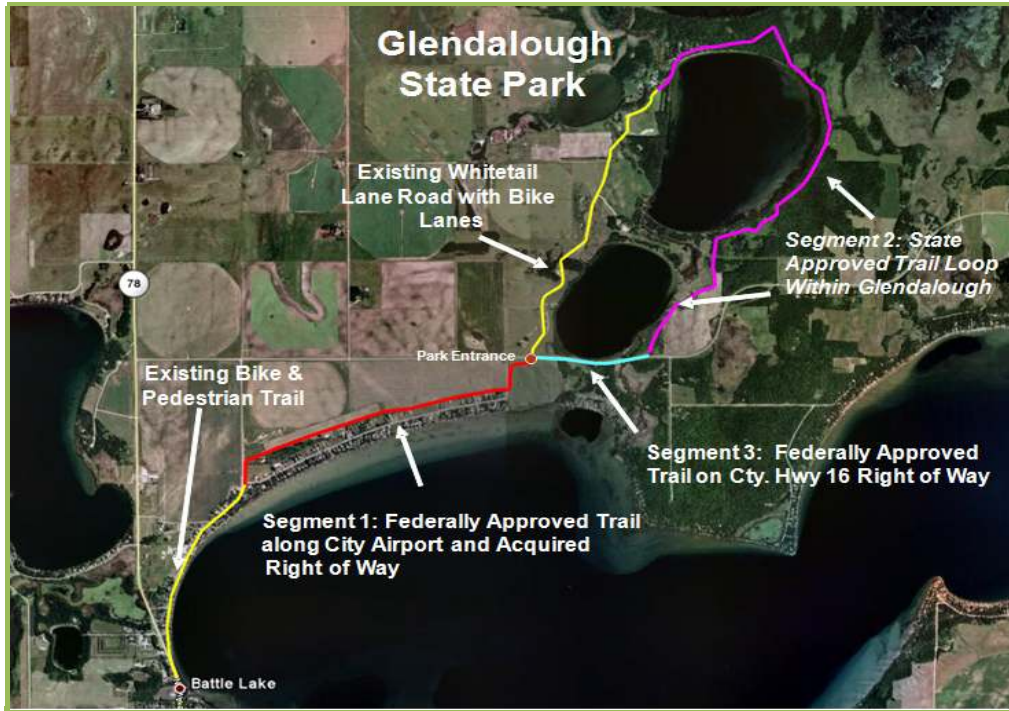 Glendalough
State Park
Existing Whitetail
Lane Road with Bike
Lanes
Segment 2: State
Approved Trail Loop
Within Glendalough
78
Park Entrance
Existing Bike &
Pedestrian Trail
Segment 3:  Federally Approved
Trail on Cty. Hwy 16 Right of Way
Segment 1: Federally Approved Trail
along City Airport and Acquired
Right of Way
Battle Lake